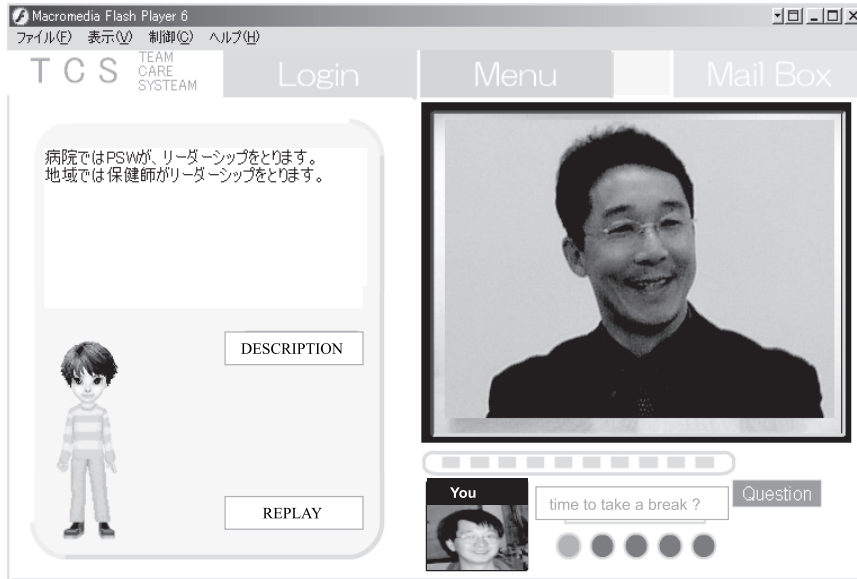 Macromedia Flash Player 6
ファイル(F) 表示(V) 制御(C) ヘルプ(H)
TCS
TEAM
CARE
SYSTEAM
Login
Menu
Mail Box
病院ではPSWが、リーダーシップをとります。
地域では保健師がリーダーシップをとります。
DESCRIPTION
REPLAY
You
time to take a break ?
Question